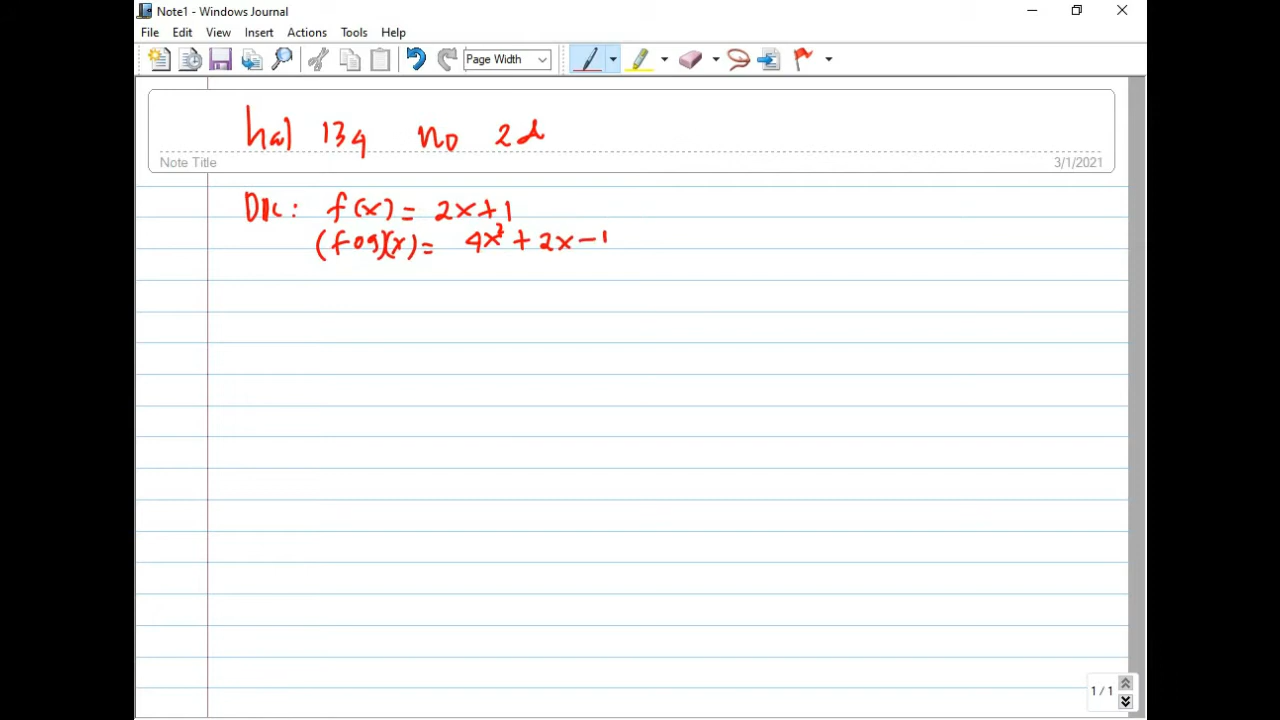 Note1 - Windows Journal
File Edit View Insert Actions Tools Help
Page Width
hal 134 no 2d
Note Title
3/1/2021
Dik : f(x) = 2x+1
(fog)(x) = 4x² + 2x - 1
1 / 1